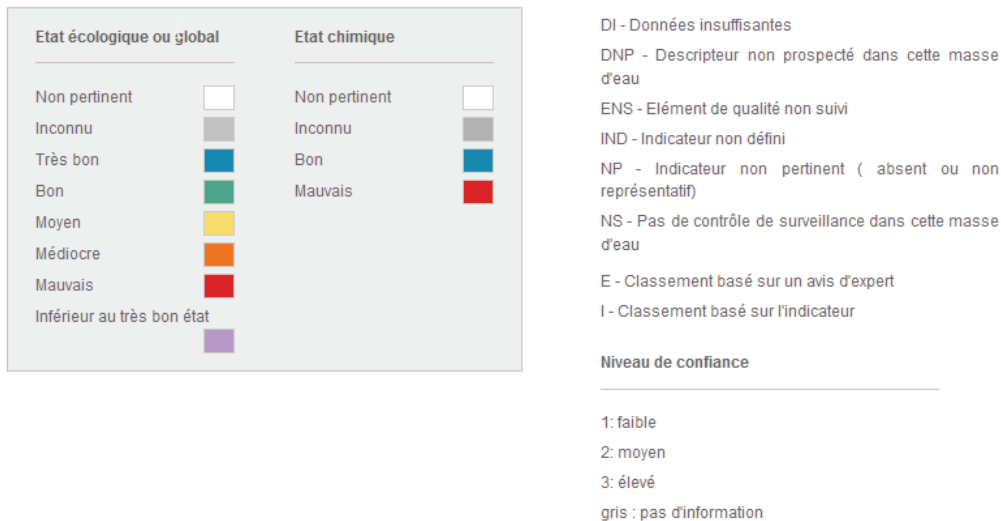 Etat écologique ou global
Non pertinent
Inconnu
Très bon
Bon
Moyen
Médiocre
Mauvais
Inférieur au très bon état
Etat chimique
Non pertinent
Inconnu
Bon
Mauvais
DI - Données insuffisantes
DNP - Descripteur non prospecté dans cette masse
d'eau
ENS - Elément de qualité non suivi
IND - Indicateur non défini
NP - Indicateur non pertinent ( absent ou non
représentatif)
NS - Pas de contrôle de surveillance dans cette masse
d'eau
E - Classement basé sur un avis d'expert
I - Classement basé sur l'indicateur
Niveau de confiance
1: faible
2: moyen
3: élevé
gris : pas d'information